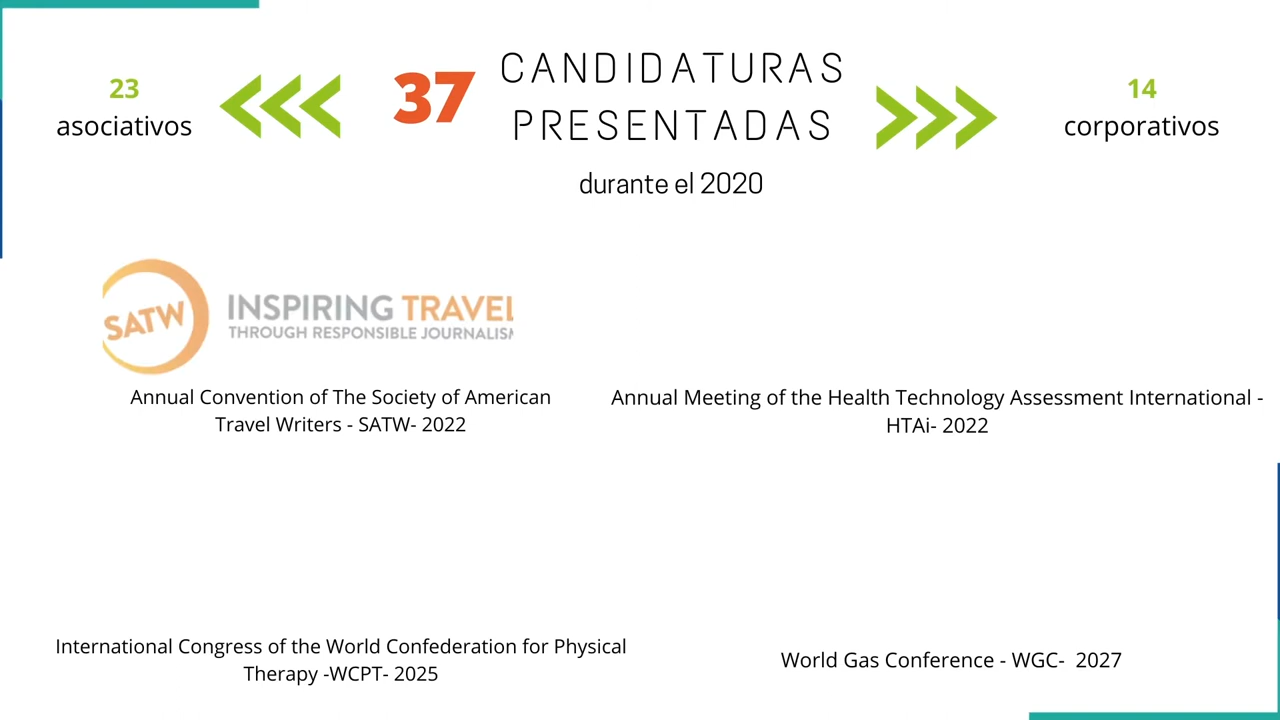 23
asociativos
37
CANDIDATURAS
PRESENTADAS
durante el 2020
14
corporativos
SATW
INSPIRING TRAVEL
THROUGH RESPONSIBLE JOURNALISM
Annual Convention of The Society of American
Travel Writers - SATW- 2022
Annual Meeting of the Health Technology Assessment International -
HTAi- 2022
International Congress of the World Confederation for Physical
Therapy -WCPT- 2025
World Gas Conference - WGC-  2027